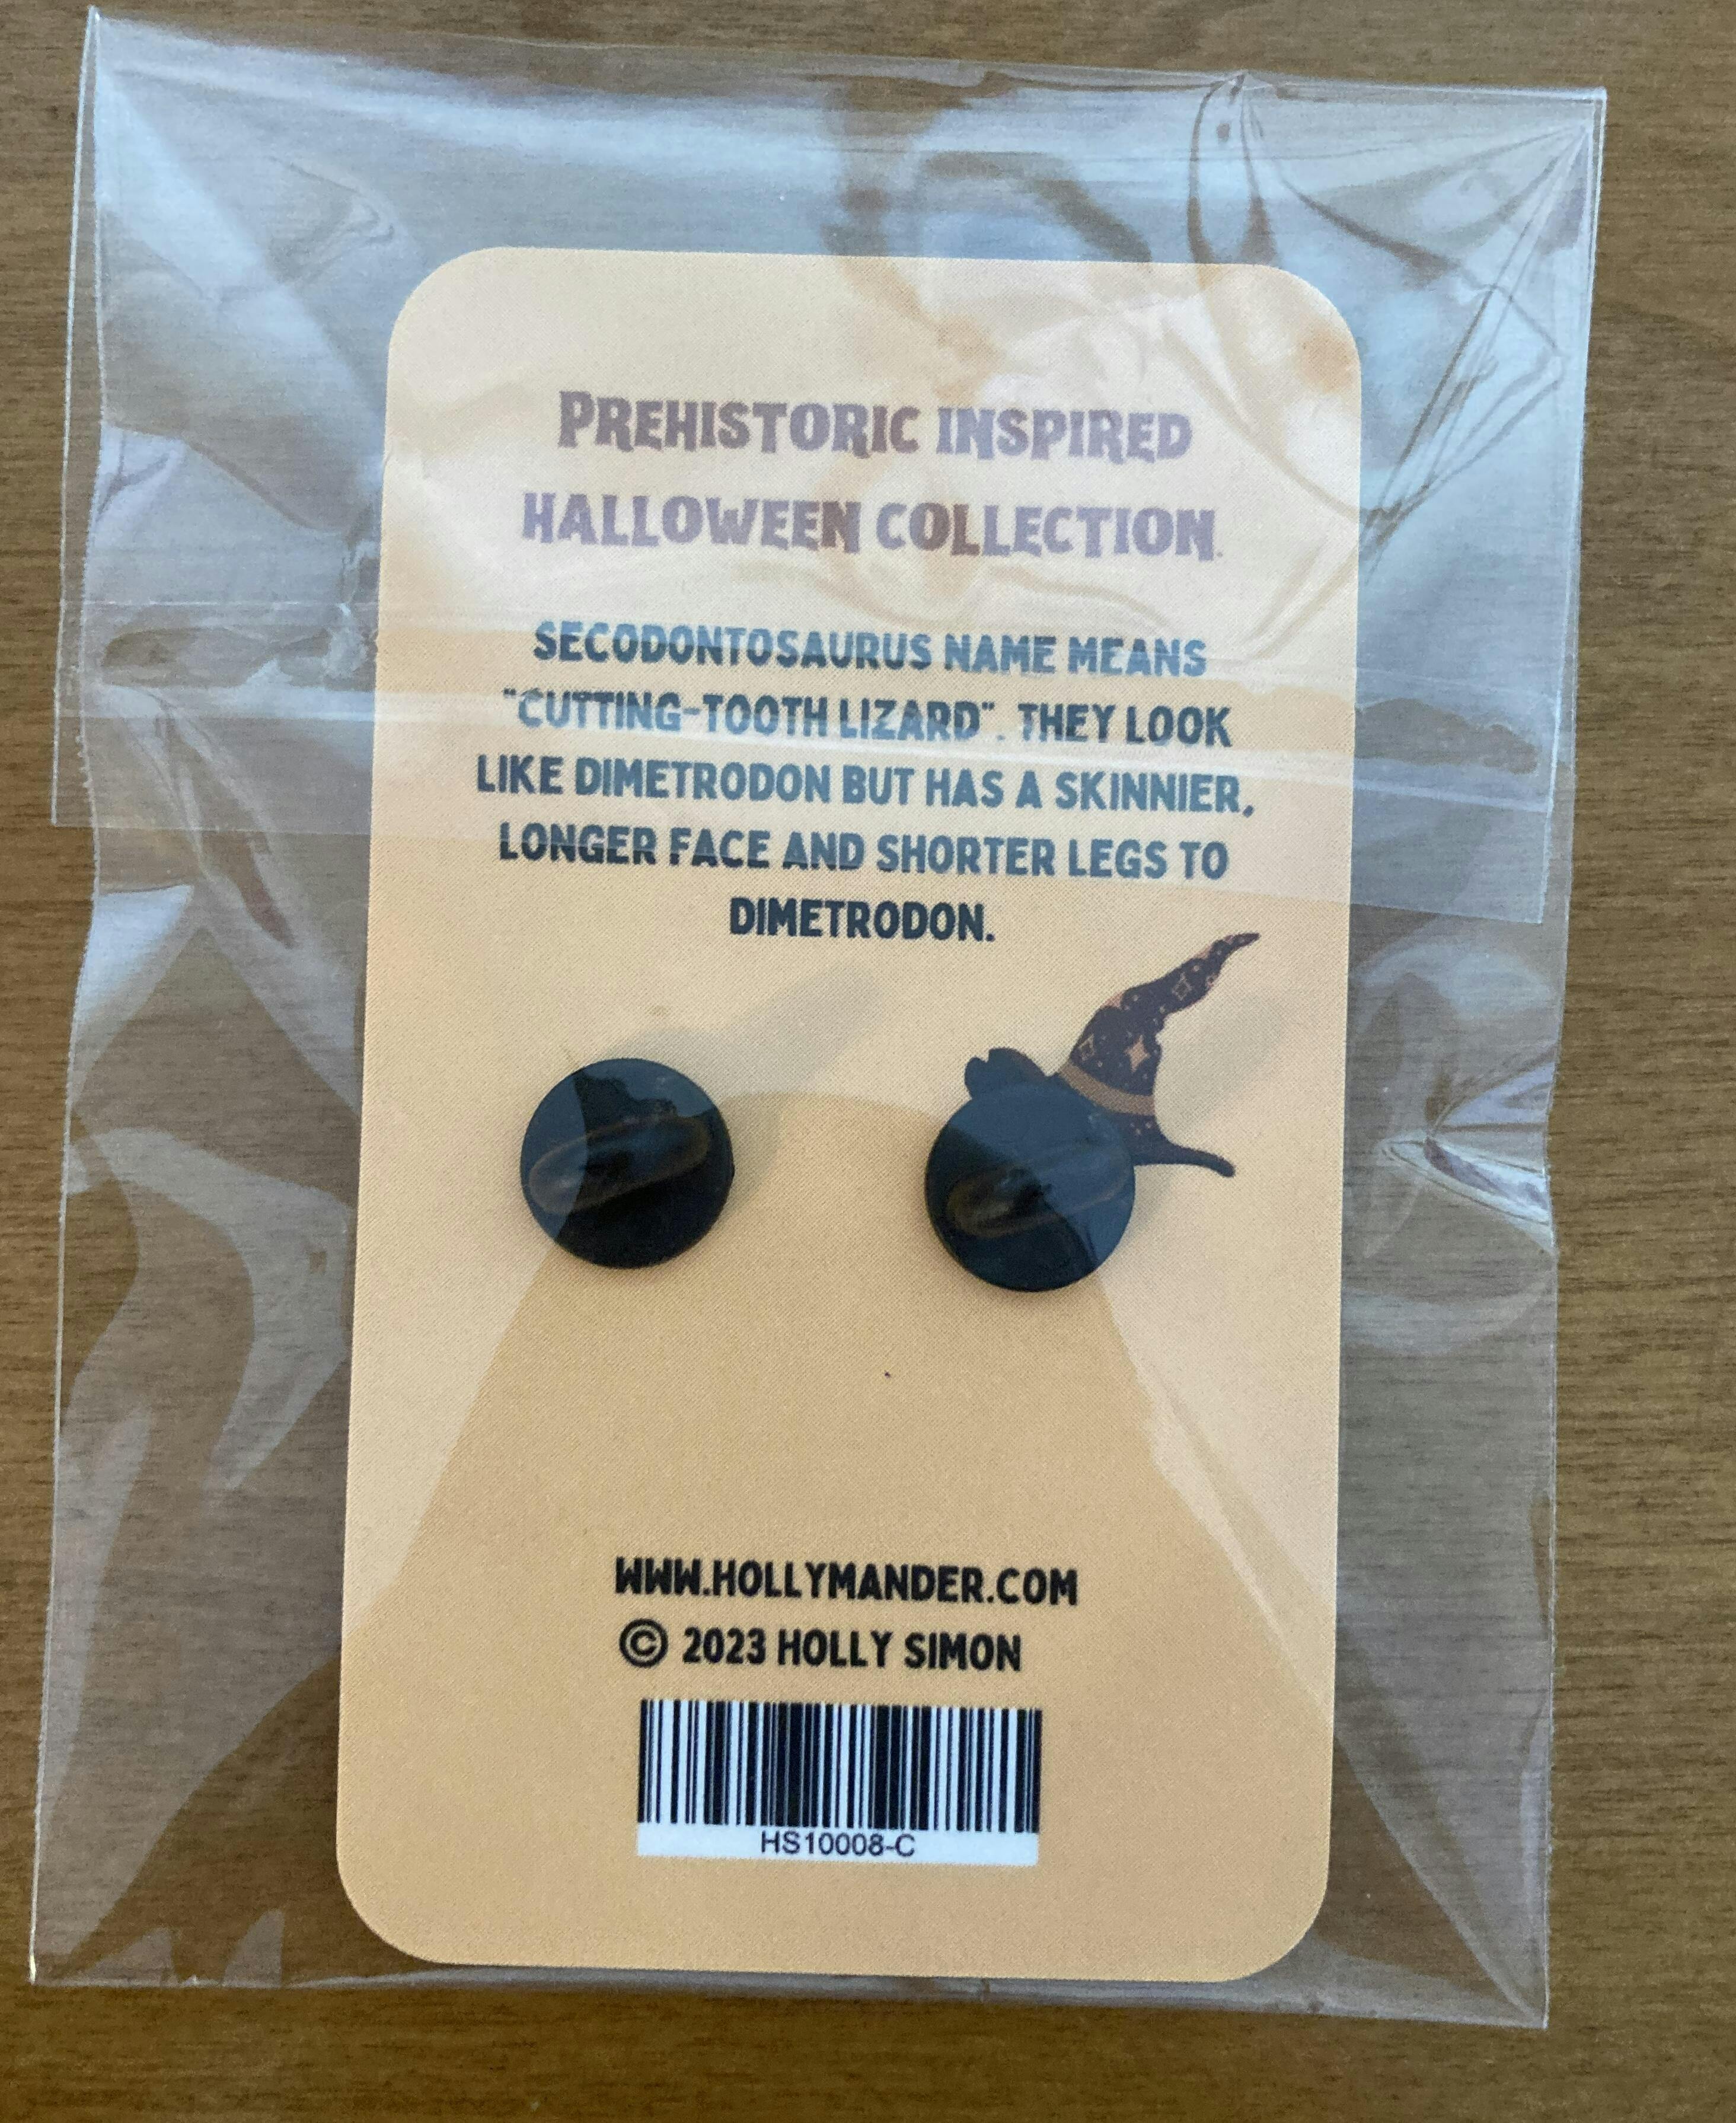 PREHISTORIC INSPIRED
HALLOWEEN COLLECTION.
SECODONTOSAURUS NAME MEANS
"CUTTING-TOOTH LIZARD". THEY LOOK
LIKE DIMETRODON BUT HAS A SKINNIER,
LONGER FACE AND SHORTER LEGS TO
DIMETRODON.
WWW.HOLLYMANDER.COM
© 2023 HOLLY SIMON
HS10008-C